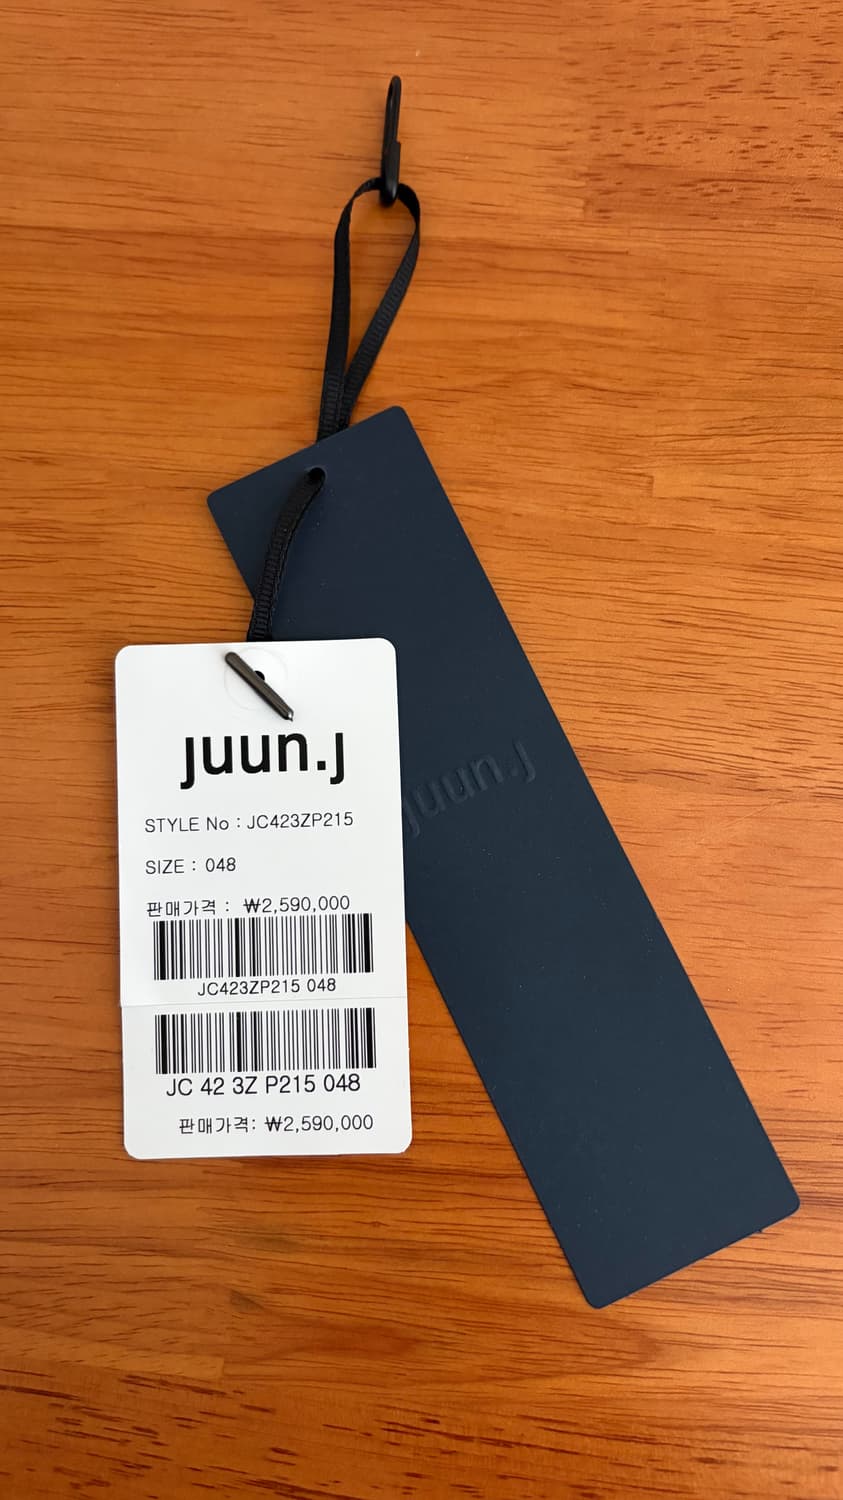 juun.j
STYLE No : JC423ZP215
SIZE : 048
판매가격 : ₩2,590,000
JC423ZP215 048
JC 42 3Z P215 048
판매가격: ₩2,590,000
juun.j